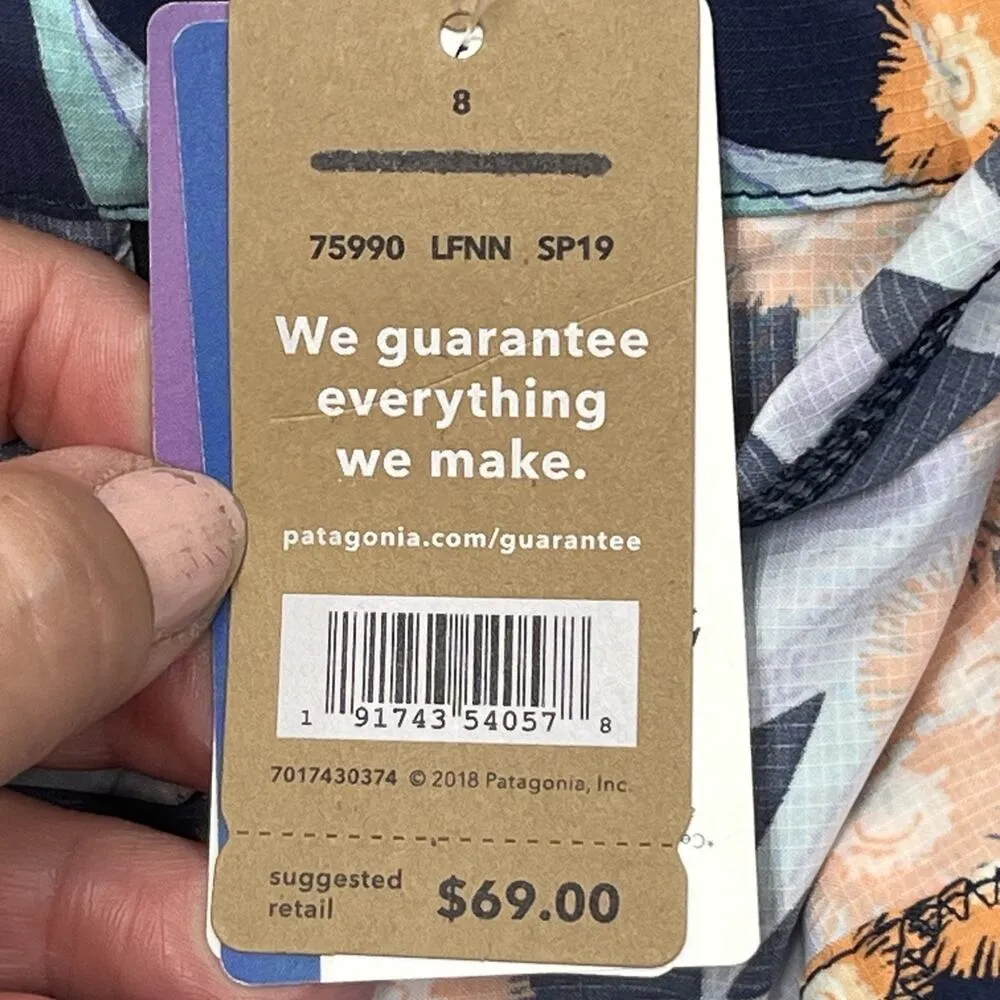 8
75990 LFNN SP19
We guarantee
everything
we make.
patagonia.com/guarantee
1 91743 54057 8
7017430374 © 2018 Patagonia, Inc.
suggested
retail $69.00